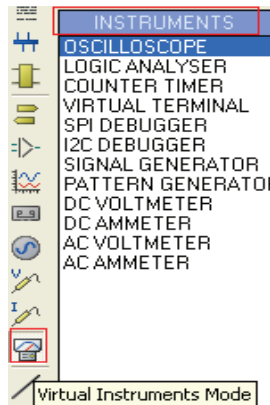 INSTRUMENTS
OSCILLOSCOPE
LOGIC ANALYSER
COUNTER TIMER
VIRTUAL TERMINAL
SPI DEBUGGER
I2C DEBUGGER
SIGNAL GENERATOR
PATTERN GENERATOR
DC VOLTMETER
DC AMMETER
AC VOLTMETER
AC AMMETER
V
I
Virtual Instruments Mode